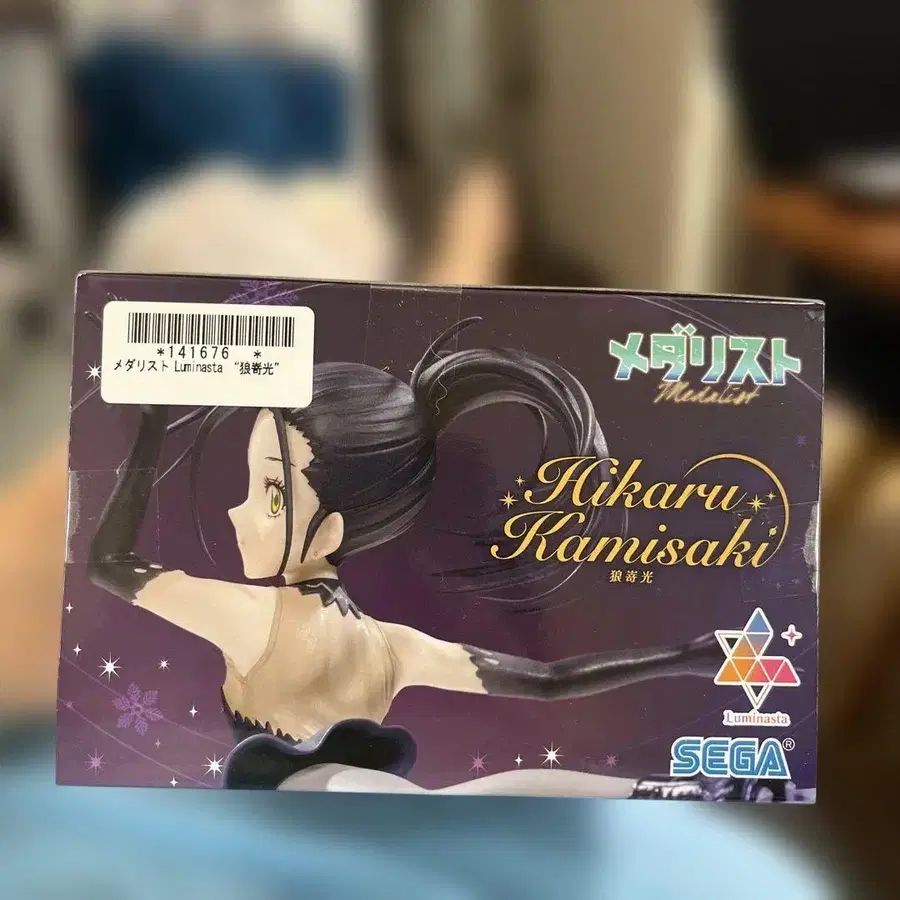 *141676 *
メダリスト Luminasta “狼嵜光”
メダリスト
Medalist
Hikaru
Kamisaki
狼嵜光
Luminasta
SEGA®